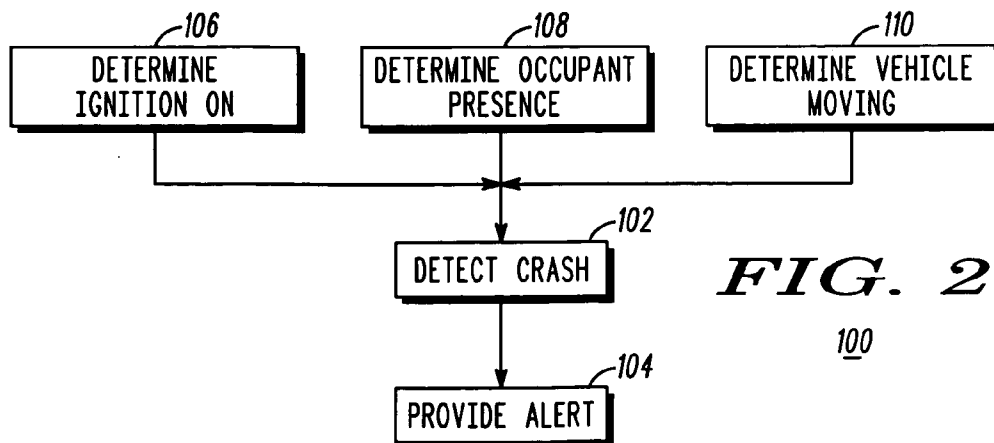 106
DETERMINE
IGNITION ON
108
DETERMINE OCCUPANT
PRESENCE
110
DETERMINE VEHICLE
MOVING
102
DETECT CRASH
FIG. 2
100
104
PROVIDE ALERT